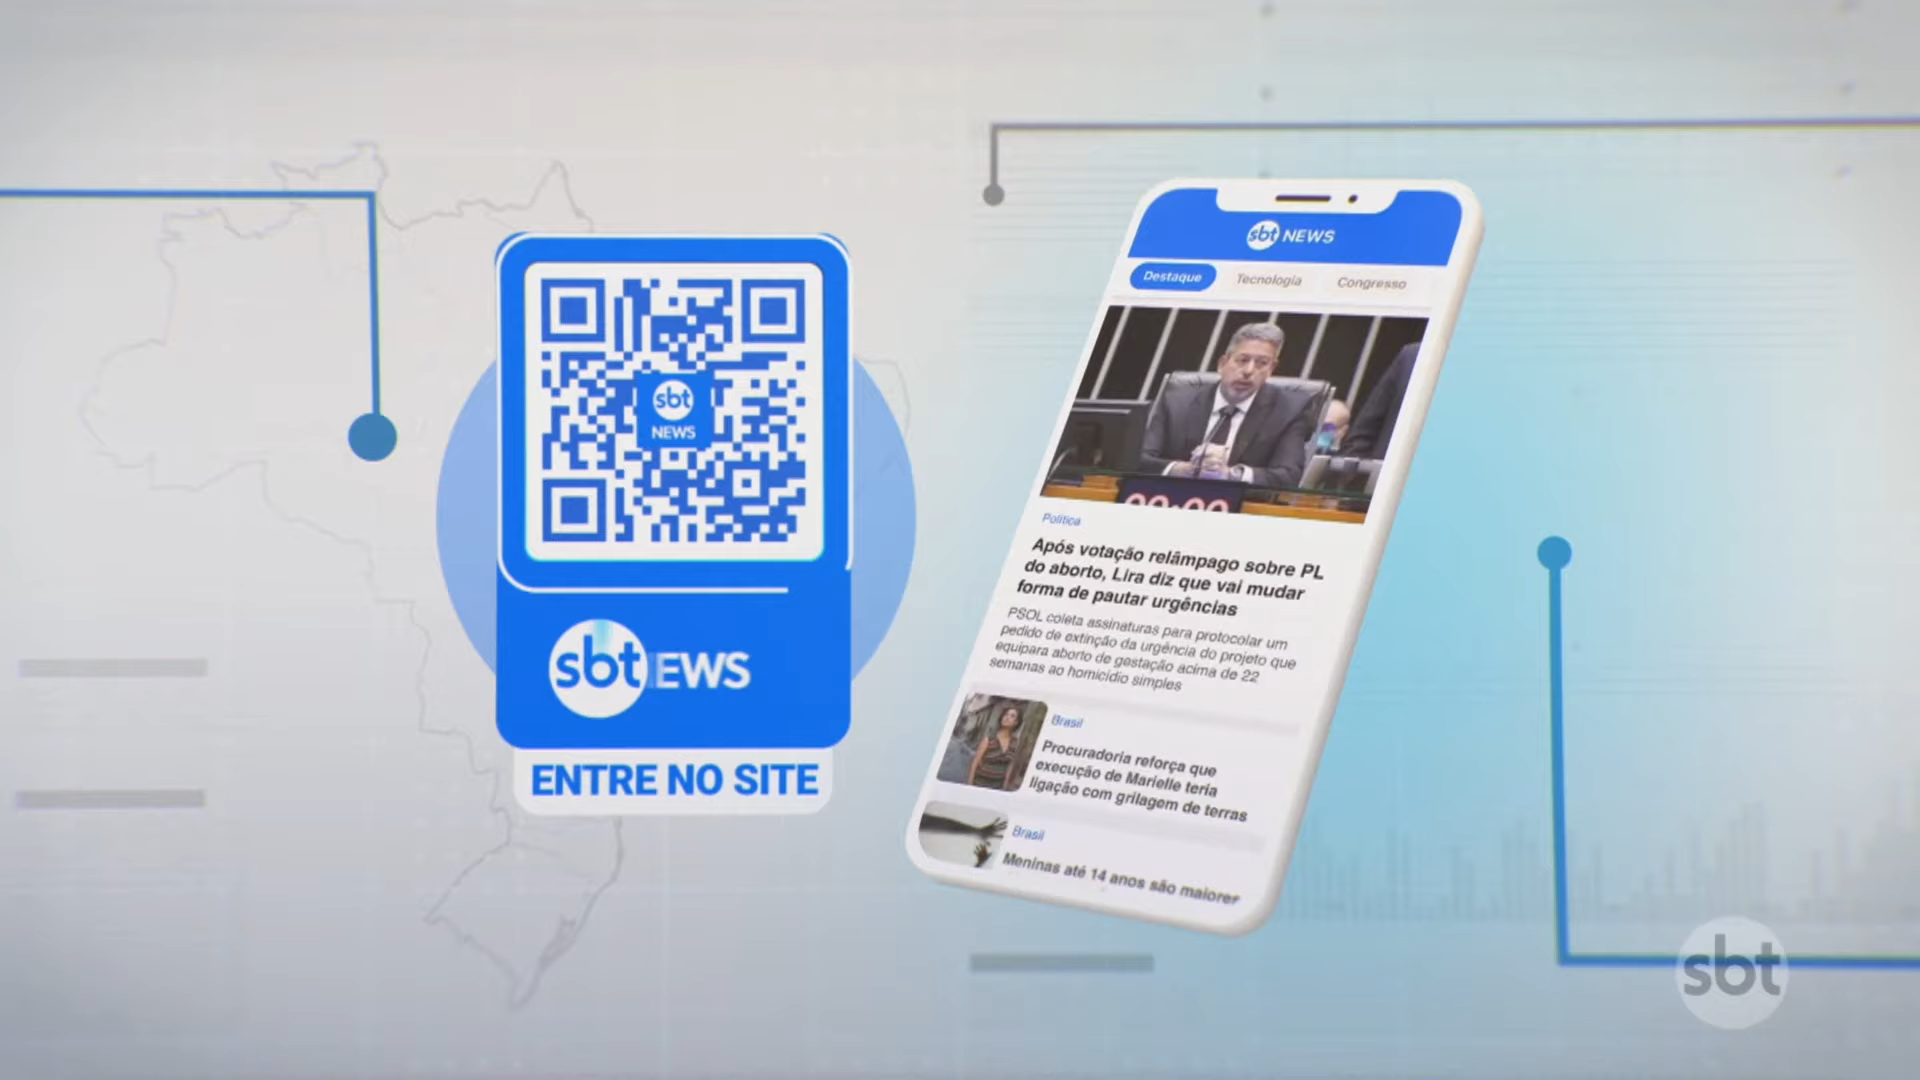 sbt
NEWS
sbt EWS
ENTRE NO SITE
sbt NEWS
Destaque Tecnologia Congresso
00:00
Política
Após votação relâmpago sobre PL
do aborto, Lira diz que vai mudar
forma de pautar urgências
PSOL coleta assinaturas para protocolar um
pedido de extinção da urgência do projeto que
equipara aborto de gestação acima de 22
semanas ao homicídio simples
Brasil
Procuradoria reforça que
execução de Marielle teria
ligação com grilagem de terras
Brasil
Meninas até 14 anos são maiores
sbt